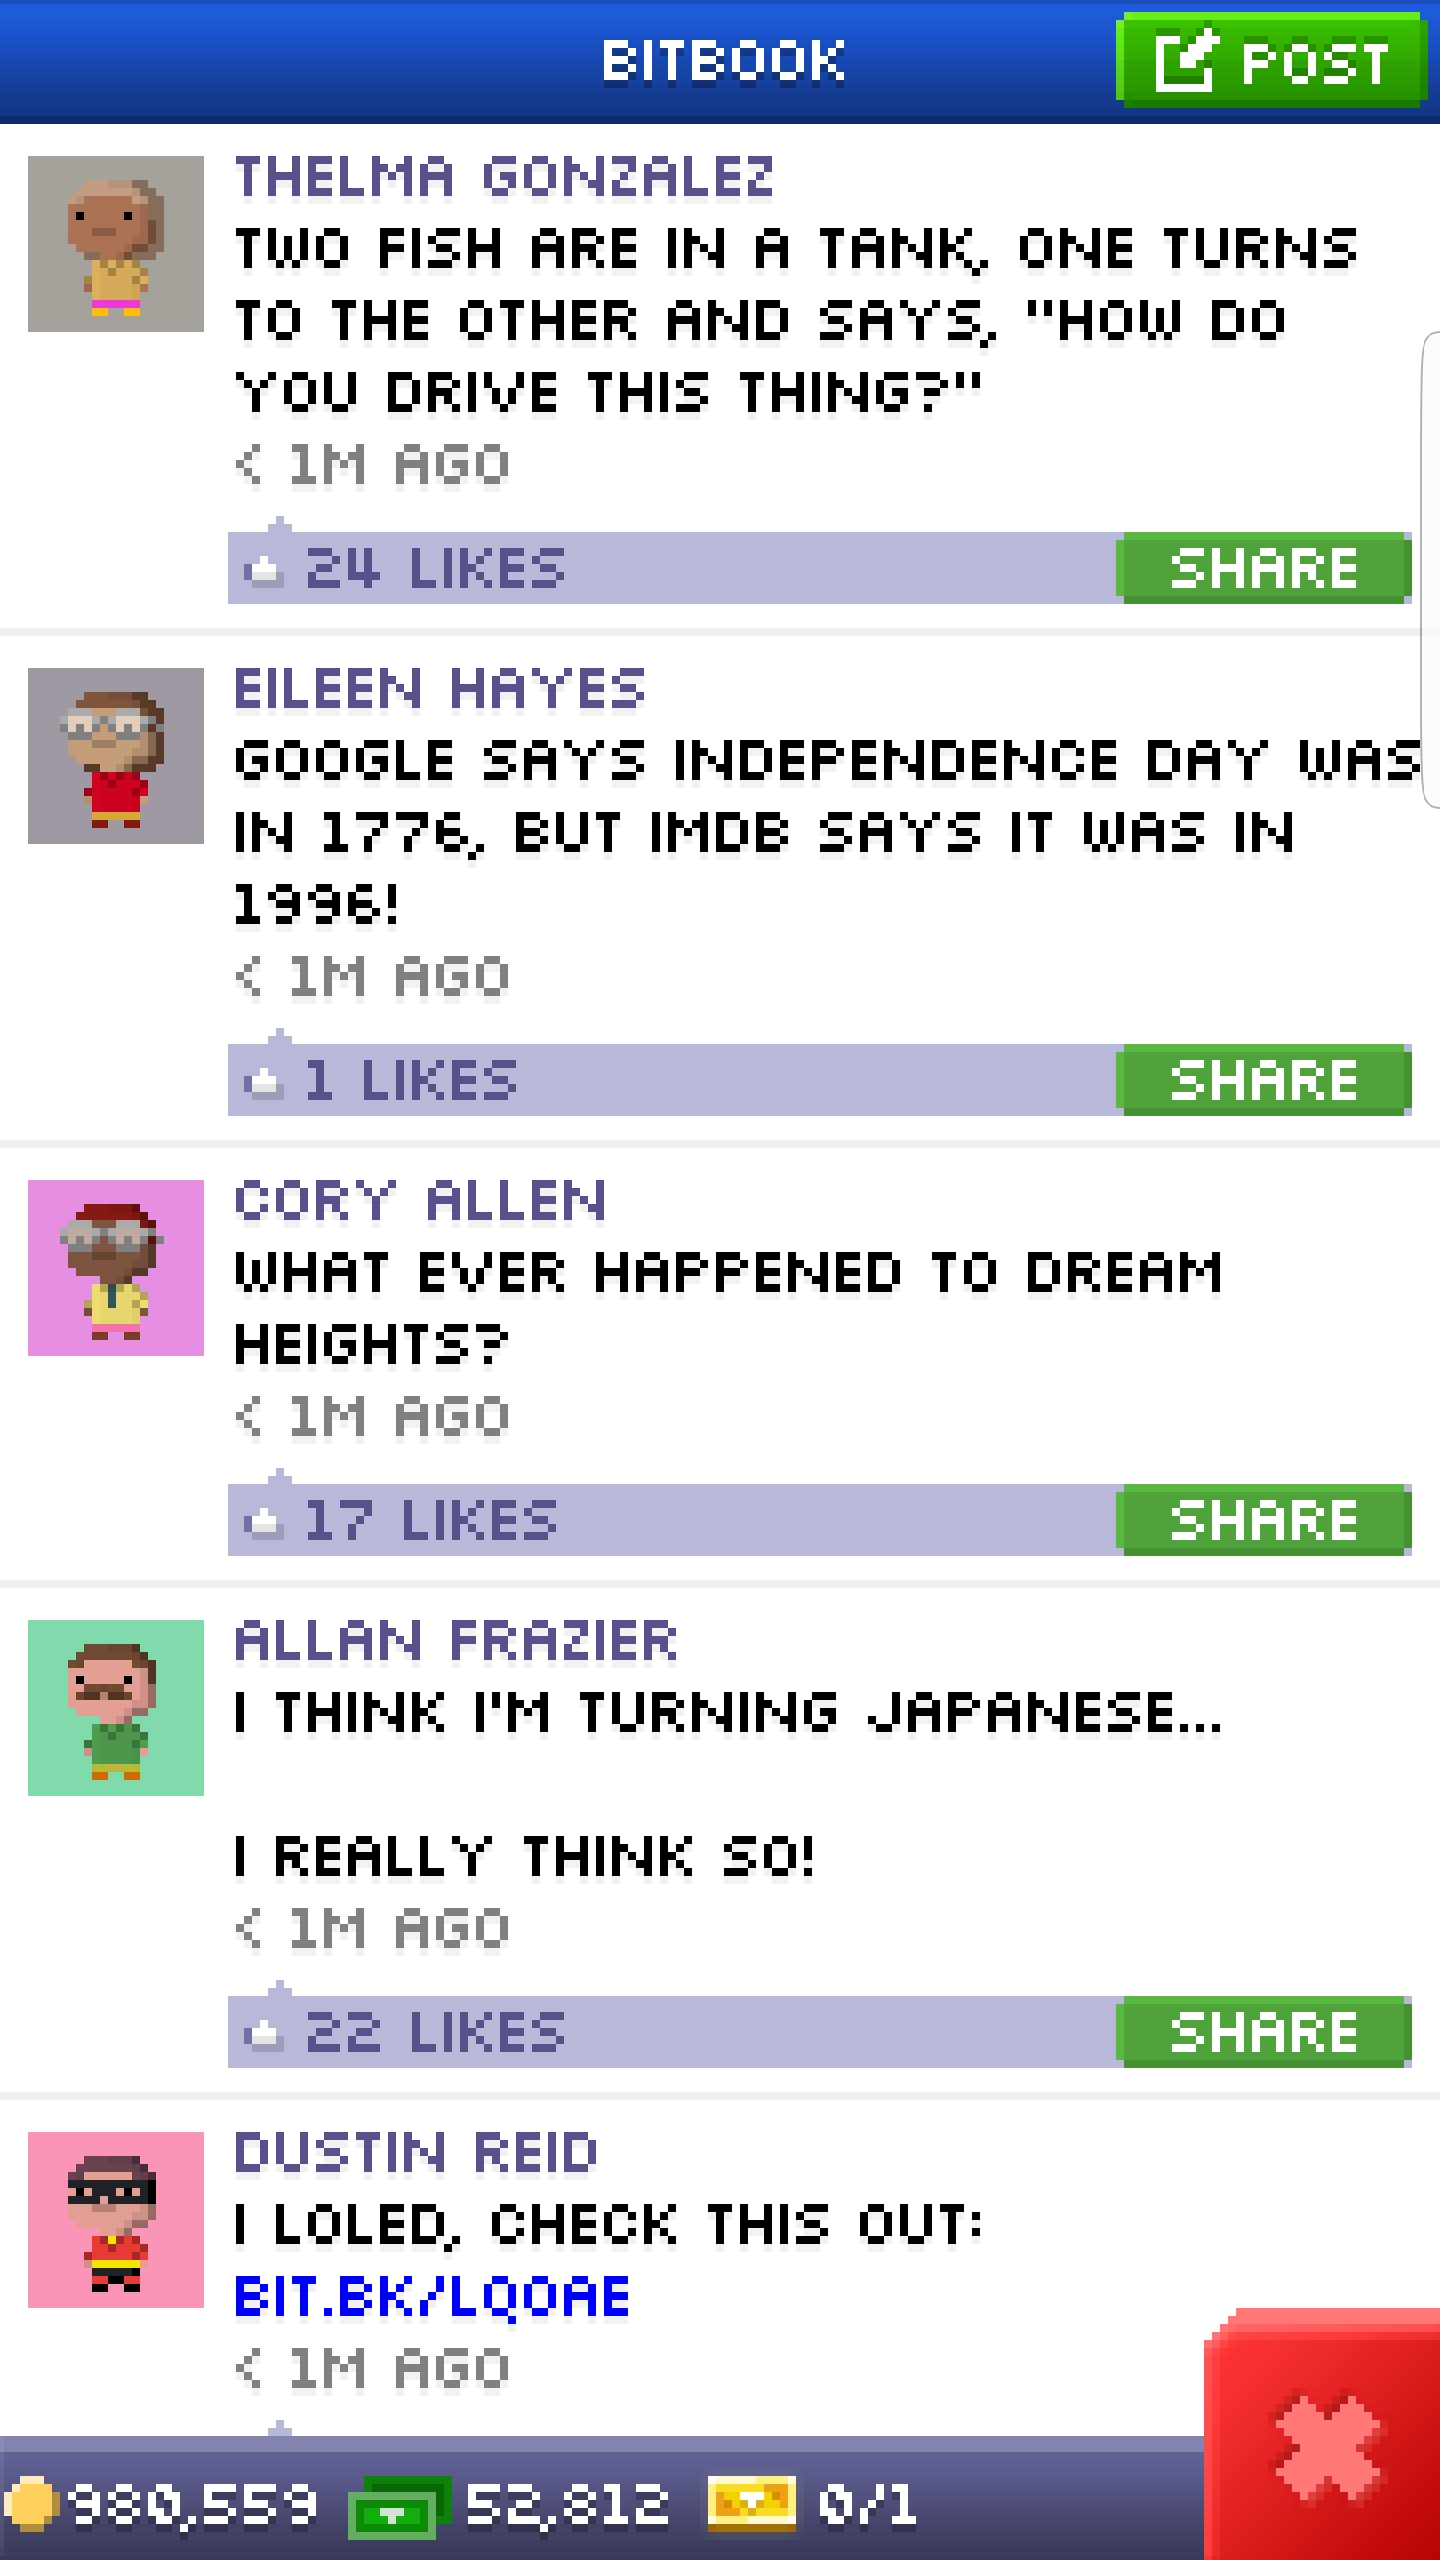 BITBOOK
POST
THELMA GONZALEZ
TWO FISH ARE IN A TANK, ONE TURNS
TO THE OTHER AND SAYS, "HOW DO
YOU DRIVE THIS THING?"
< 1M AGO
24 LIKES
SHARE
EILEEN HAYES
GOOGLE SAYS INDEPENDENCE DAY WAS
IN 1776, BUT IMDB SAYS IT WAS IN
1996!
< 1M AGO
1 LIKES
SHARE
CORY ALLEN
WHAT EVER HAPPENED TO DREAM
HEIGHTS?
< 1M AGO
17 LIKES
SHARE
ALLAN FRAZIER
I THINK I'M TURNING JAPANESE...
I REALLY THINK SO!
< 1M AGO
22 LIKES
SHARE
DUSTIN REID
I LOLED, CHECK THIS OUT:
BIT.BK/LQOAE
< 1M AGO
980,559
52,812
0/1